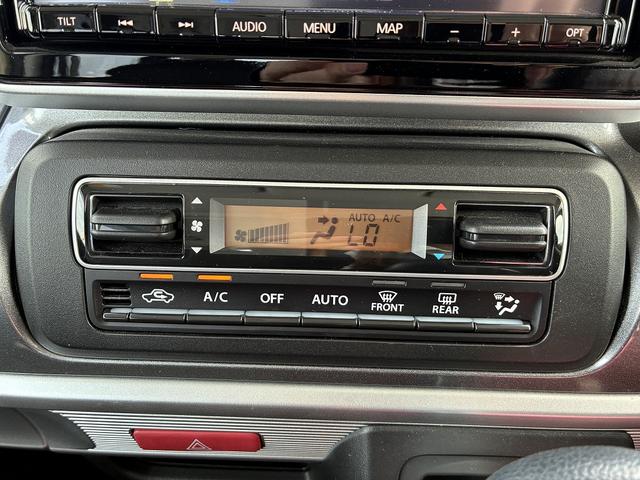 TILT AUDIO MENU MAP − + OPT
AUTO A/C
LO
A/C OFF AUTO FRONT REAR